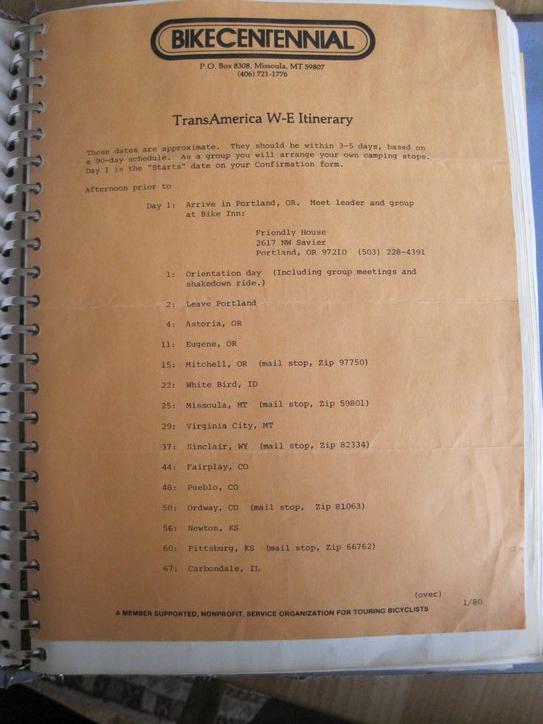 BIKECENTENNIAL
P.O. Box 8308, Missoula, MT 59807
(406) 721-1776
TransAmerica W-E Itinerary
These dates are approximate. They should be within 3-5 days, based on
a 90-day schedule. As a group you will arrange your own camping stops.
Day 1 is the "Starts" date on your Confirmation form.
Afternoon prior to
Day 1: Arrive in Portland, OR. Meet leader and group
at Bike Inn:
Friendly House
2617 NW Savier
Portland, OR 97210 (503) 228-4391
1: Orientation day (Including group meetings and
shakedown ride.)
2: Leave Portland
4: Astoria, OR
11: Eugene, OR
15: Mitchell, OR (mail stop, Zip 97750)
22: White Bird, ID
25: Missoula, MT (mail stop, Zip 59801)
29: Virginia City, MT
37: Sinclair, WY (mail stop, Zip 82334)
44: Fairplay, CO
48: Pueblo, CO
50: Ordway, CO (mail stop, Zip 81063)
56: Newton, KS
60: Pittsburg, KS (mail stop, Zip 66762)
67: Carbondale, IL
(over)
1/80
A MEMBER SUPPORTED, NONPROFIT, SERVICE ORGANIZATION FOR TOURING BICYCLISTS